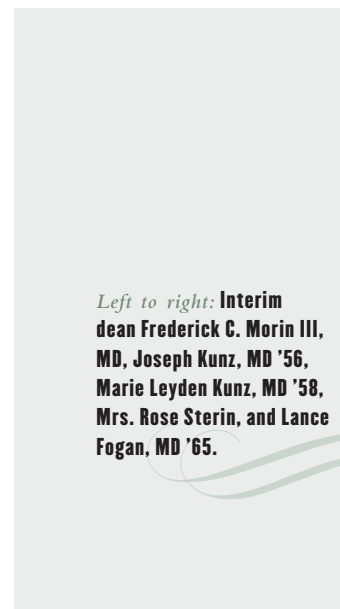 Left to right: Interim
dean Frederick C. Morin III,
MD, Joseph Kunz, MD ’56,
Marie Leyden Kunz, MD ’58,
Mrs. Rose Sterin, and Lance
Fogan, MD ’65.